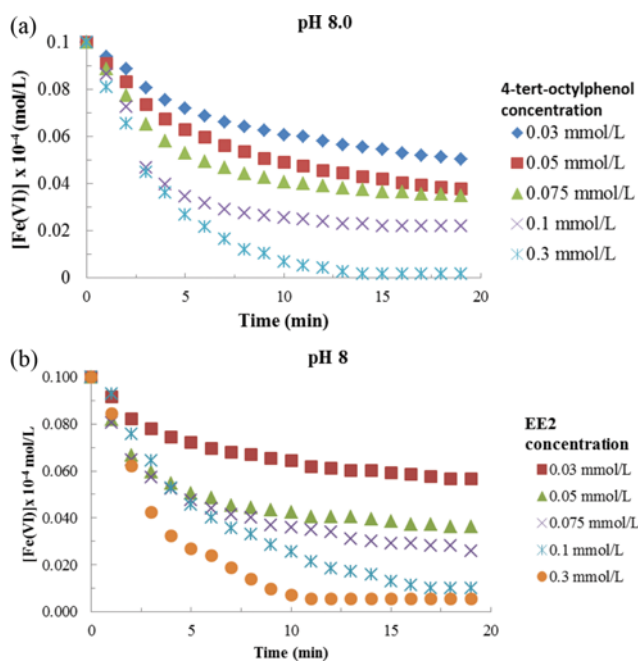 (a)
pH 8.0
[Fe(VI)] x 10⁻⁴ (mol/L)
0.1
0.08
0.06
0.04
0.02
0
0
5
10
15
20
Time (min)
4-tert-octylphenol
concentration
0.03 mmol/L
0.05 mmol/L
0.075 mmol/L
0.1 mmol/L
0.3 mmol/L
(b)
pH 8
[Fe(VI)]x 10⁻⁴ mol/L
0.100
0.080
0.060
0.040
0.020
0.000
0
5
10
15
20
Time (min)
EE2
concentration
0.03 mmol/L
0.05 mmol/L
0.075 mmol/L
0.1 mmol/L
0.3 mmol/L